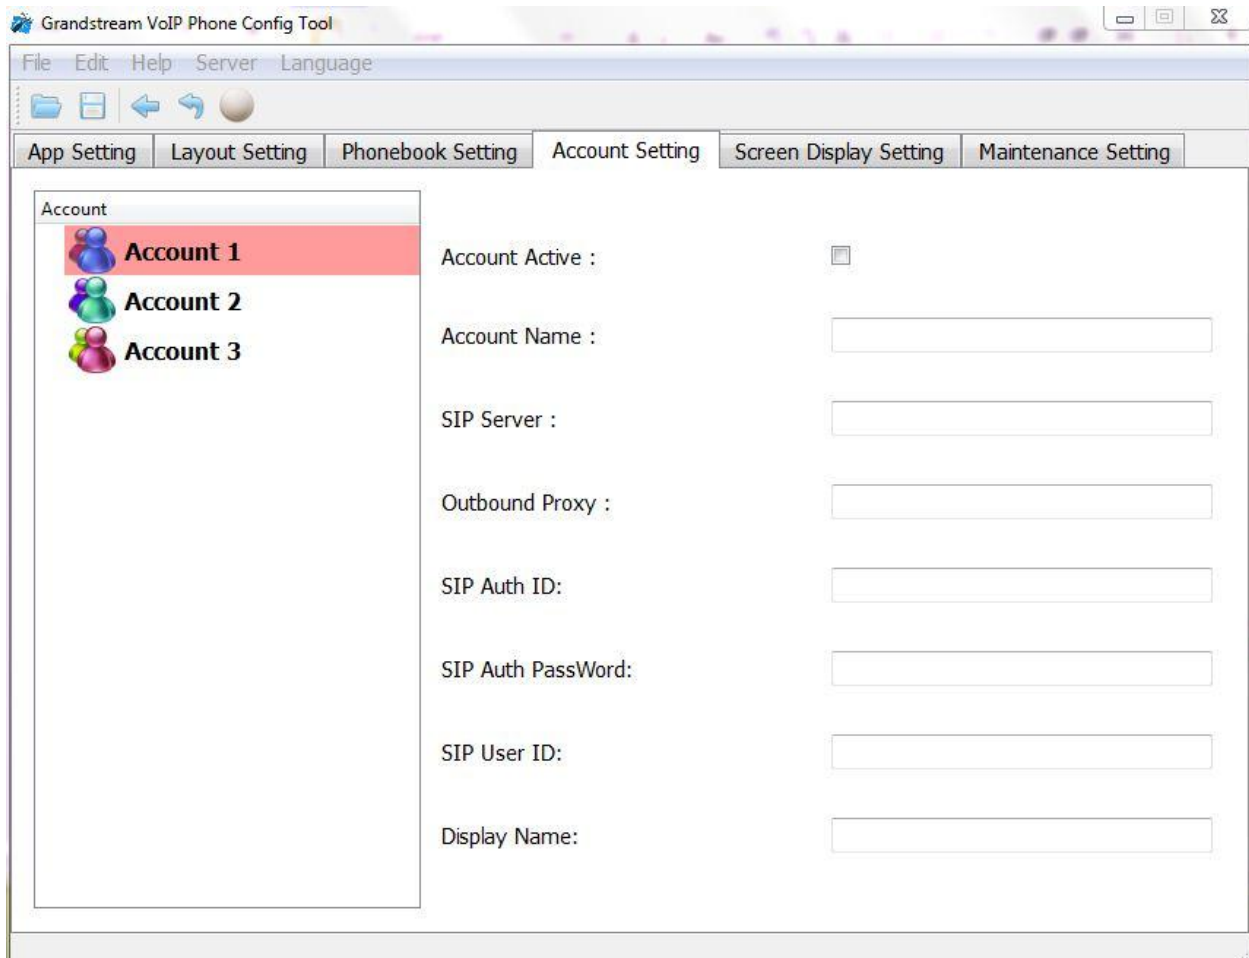 Grandstream VoIP Phone Config Tool
File Edit Help Server Language
App Setting Layout Setting Phonebook Setting Account Setting Screen Display Setting Maintenance Setting
Account
Account 1
Account 2
Account 3
Account Active :
Account Name :
SIP Server :
Outbound Proxy :
SIP Auth ID:
SIP Auth PassWord:
SIP User ID:
Display Name: